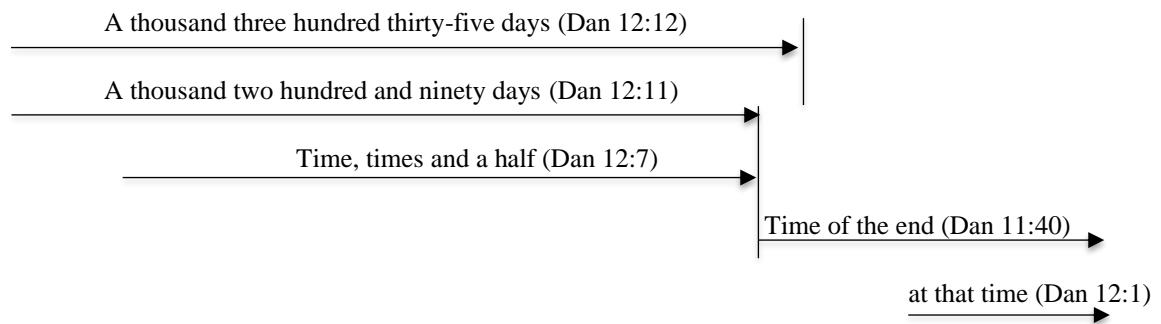 A thousand three hundred thirty-five days (Dan 12:12)
A thousand two hundred and ninety days (Dan 12:11)
Time, times and a half (Dan 12:7)
Time of the end (Dan 11:40)
at that time (Dan 12:1)